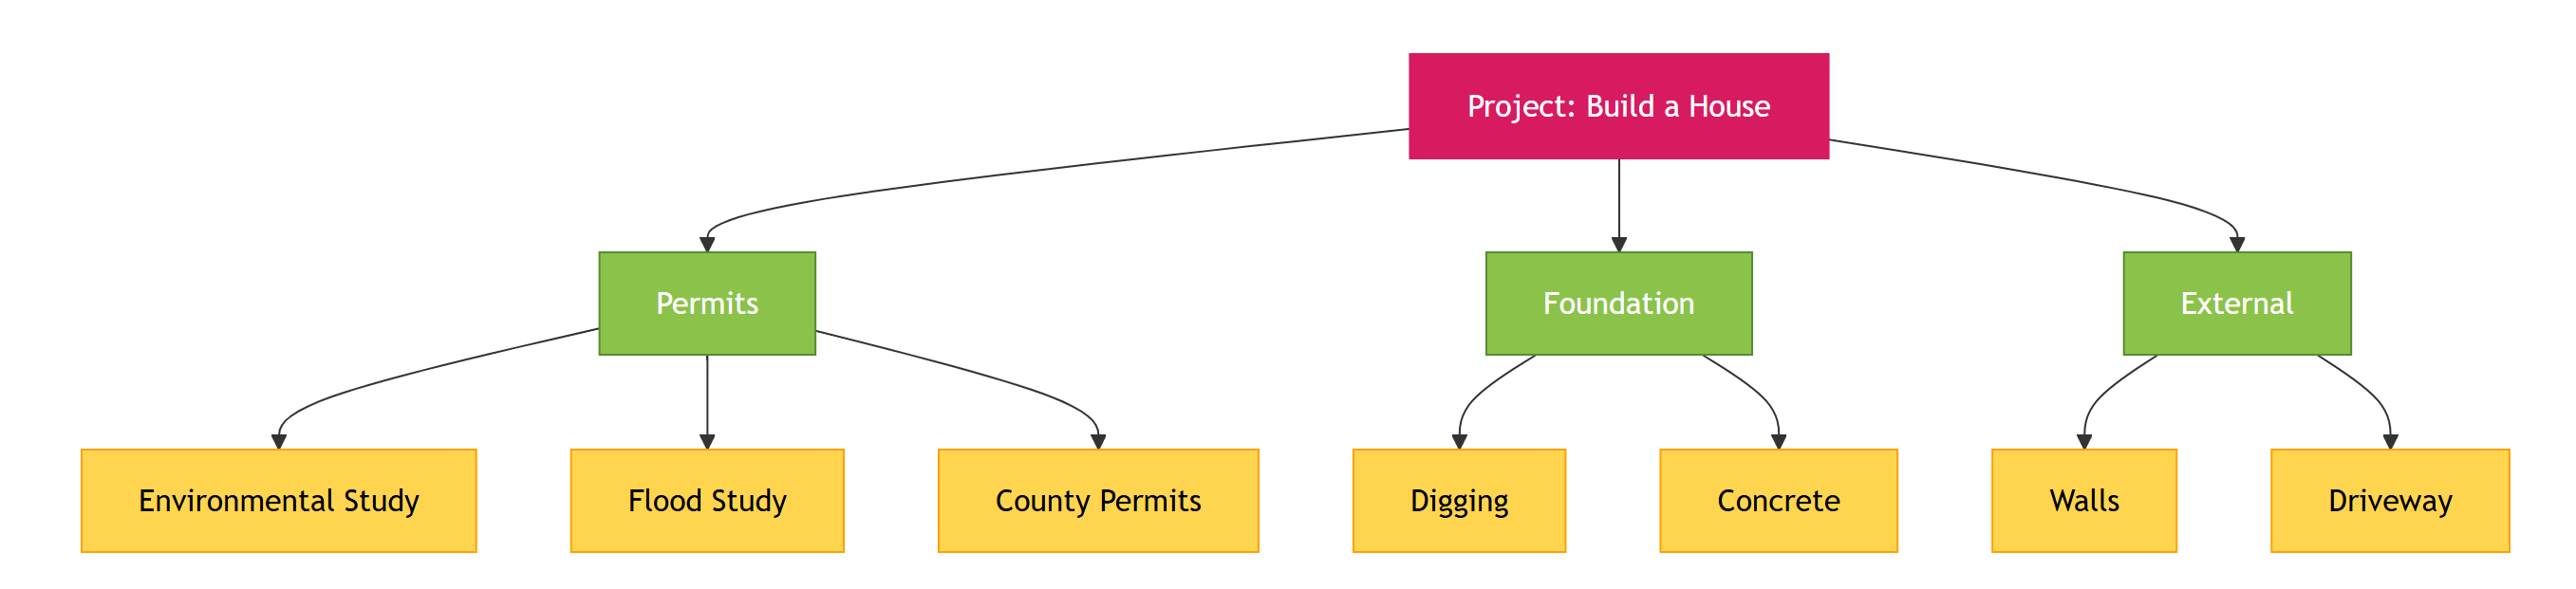 Project: Build a House
Permits
Foundation
External
Environmental Study
Flood Study
County Permits
Digging
Concrete
Walls
Driveway